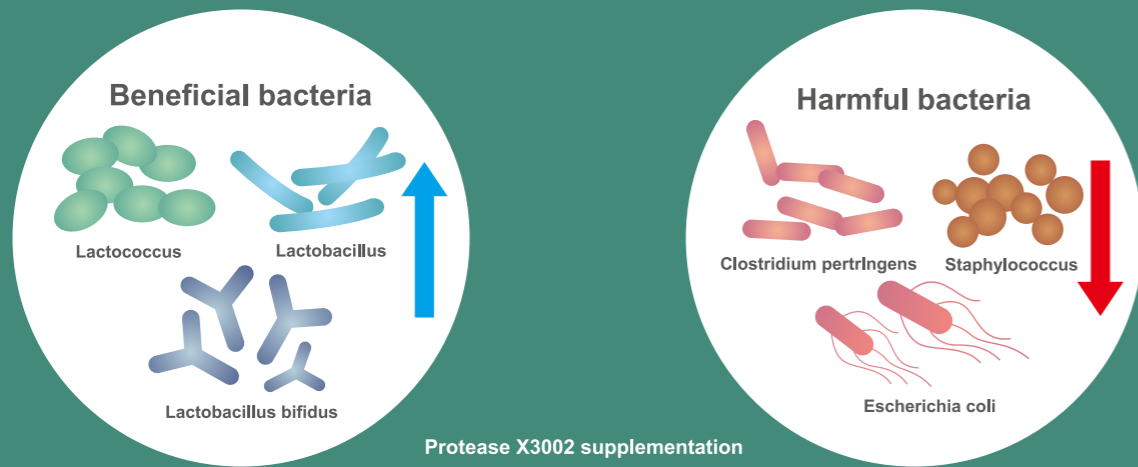 Beneficial bacteria
Lactococcus
Lactobacillus
Lactobacillus bifidus
Harmful bacteria
Clostridium pertrIngens
Staphylococcus
Escherichia coli
Protease X3002 supplementation